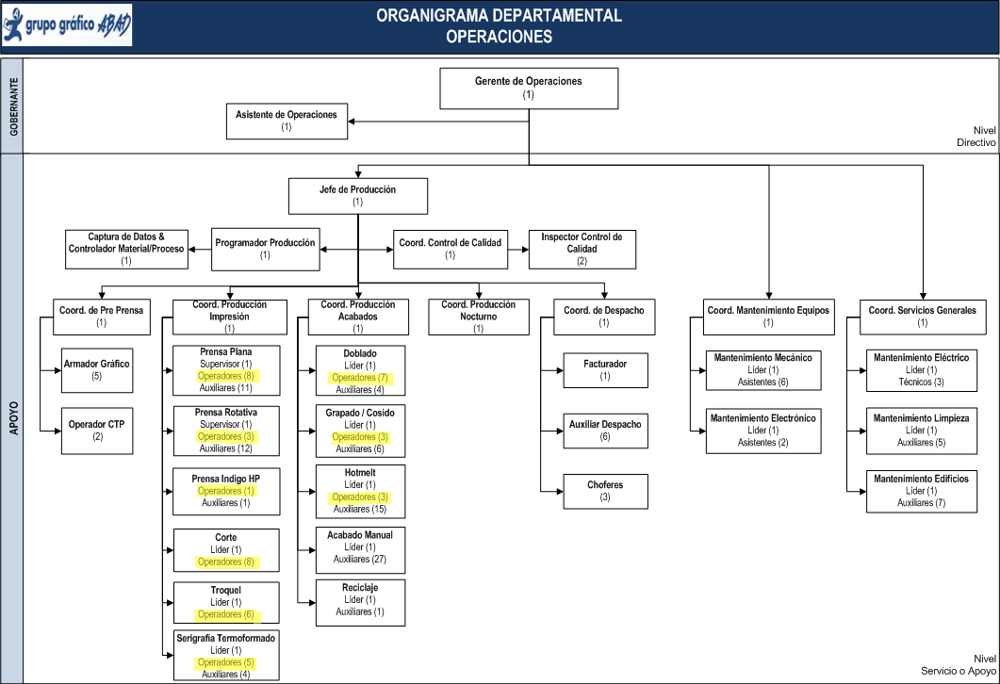 grupo gráfico ABAD
ORGANIGRAMA DEPARTAMENTAL
OPERACIONES
GOBERNANTE
Gerente de Operaciones
(1)
Asistente de Operaciones
(1)
Nivel
Directivo
APOYO
Jefe de Producción
(1)
Captura de Datos &
Controlador Material/Proceso
(1)
Programador Producción
(1)
Coord. Control de Calidad
(1)
Inspector Control de
Calidad
(2)
Coord. de Pre Prensa
(1)
Armador Gráfico
(5)
Operador CTP
(2)
Coord. Producción
Impresión
(1)
Prensa Plana
Supervisor (1)
Operadores (8)
Auxiliares (11)
Prensa Rotativa
Supervisor (1)
Operadores (3)
Auxiliares (12)
Prensa Indigo HP
Operadores (1)
Auxiliares (1)
Corte
Líder (1)
Operadores (8)
Troquel
Líder (1)
Operadores (6)
Serigrafía Termoformado
Líder (1)
Operadores (5)
Auxiliares (4)
Coord. Producción
Acabados
(1)
Doblado
Líder (1)
Operadores (7)
Auxiliares (4)
Grapado / Cosido
Líder (1)
Operadores (3)
Auxiliares (6)
Hotmelt
Líder (1)
Operadores (3)
Auxiliares (15)
Acabado Manual
Líder (1)
Auxiliares (27)
Reciclaje
Líder (1)
Auxiliares (1)
Coord. Producción
Nocturno
(1)
Coord. de Despacho
(1)
Facturador
(1)
Auxiliar Despacho
(6)
Choferes
(3)
Coord. Mantenimiento Equipos
(1)
Mantenimiento Mecánico
Líder (1)
Asistentes (6)
Mantenimiento Electrónico
Líder (1)
Asistentes (2)
Coord. Servicios Generales
(1)
Mantenimiento Eléctrico
Líder (1)
Técnicos (3)
Mantenimiento Limpieza
Líder (1)
Auxiliares (5)
Mantenimiento Edificios
Líder (1)
Auxiliares (7)
Nivel
Servicio o Apoyo